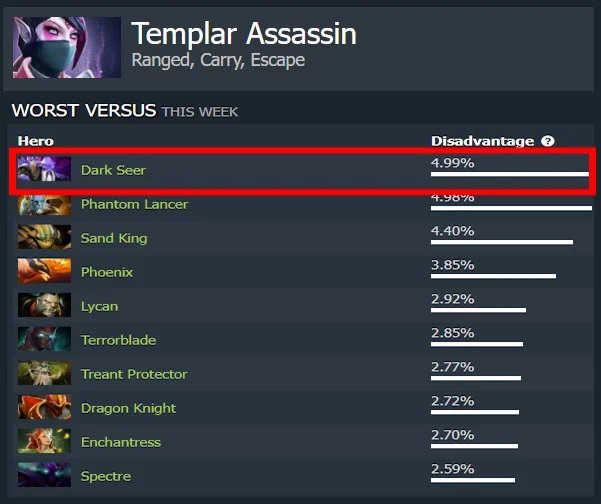 Templar Assassin
Ranged, Carry, Escape
WORST VERSUS THIS WEEK
Hero Disadvantage ?
Dark Seer 4.99%
Phantom Lancer 4.98%
Sand King 4.40%
Phoenix 3.85%
Lycan 2.92%
Terrorblade 2.85%
Treant Protector 2.77%
Dragon Knight 2.72%
Enchantress 2.70%
Spectre 2.59%